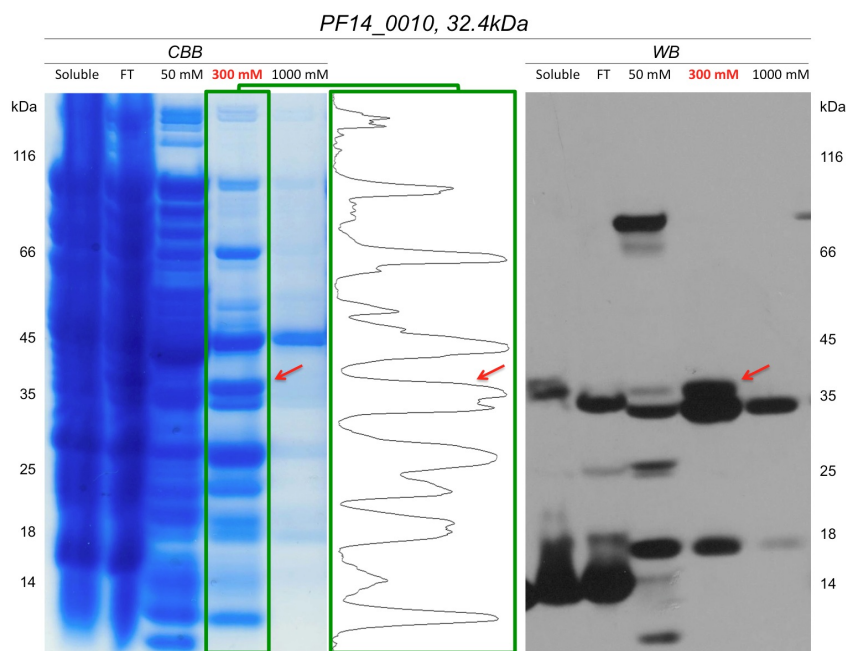 PF14_0010, 32.4kDa
CBB WB
Soluble FT 50 mM 300 mM 1000 mM Soluble FT 50 mM 300 mM 1000 mM
kDa kDa
116 116
66 66
45 45
35 35
25 25
18 18
14 14